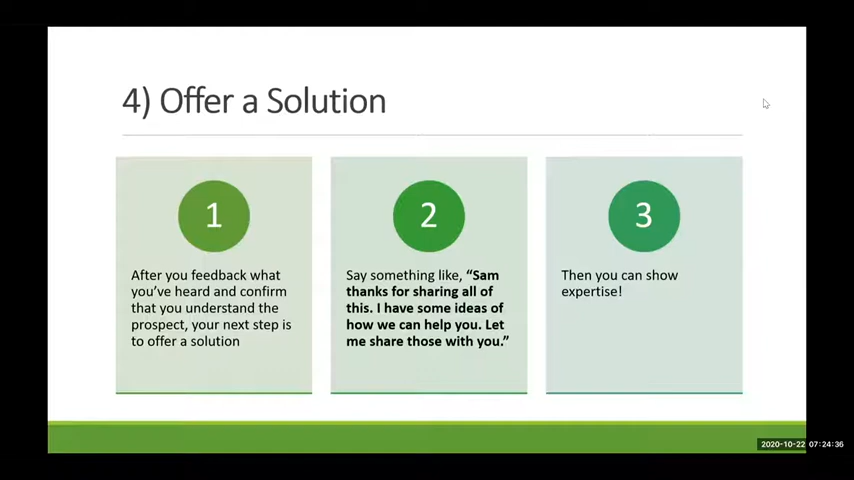 4) Offer a Solution
1
After you feedback what
you've heard and confirm
that you understand the
prospect, your next step is
to offer a solution
2
Say something like, “Sam
thanks for sharing all of
this. I have some ideas of
how we can help you. Let
me share those with you.”
3
Then you can show
expertise!
2020-10-22 07:24:36